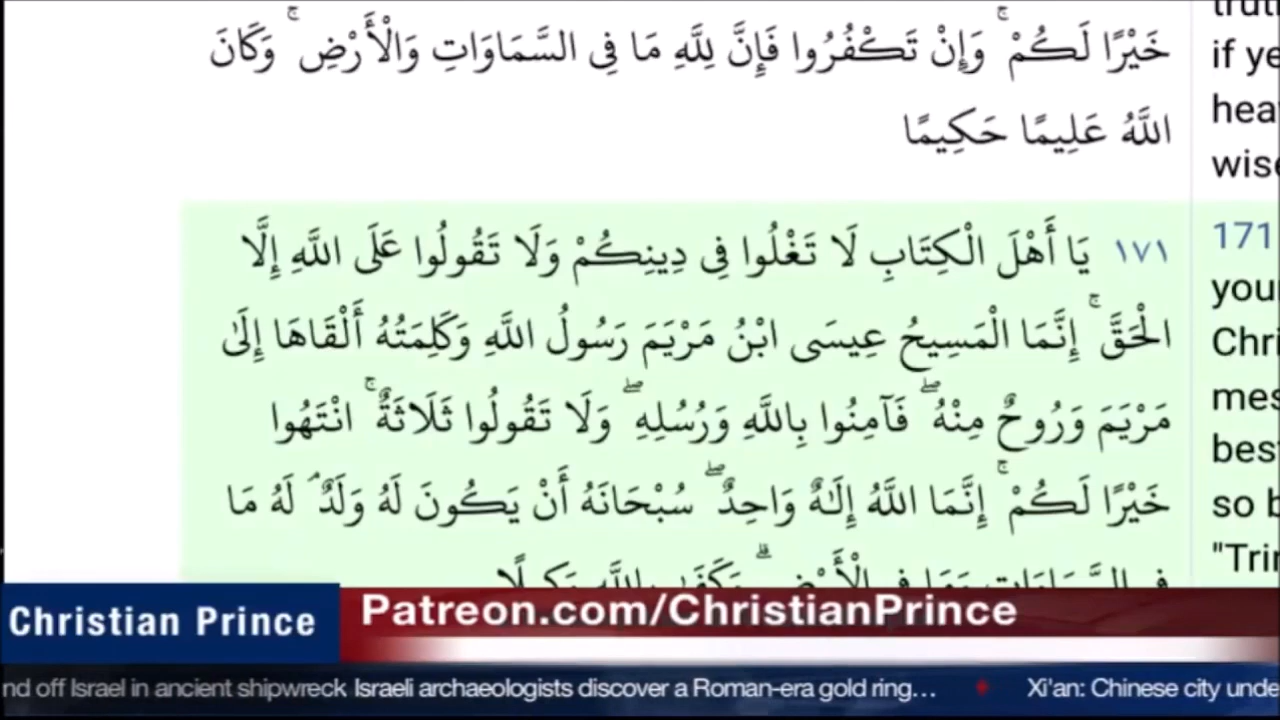 خَيْرًا لَكُمْ ۚ وَإِنْ تَكْفُرُوا فَإِنَّ لِلَّهِ مَا فِي السَّمَاوَاتِ وَالْأَرْضِ ۚ وَكَانَ
اللَّهُ عَلِيمًا حَكِيمًا
١٧١ يَا أَهْلَ الْكِتَابِ لَا تَغْلُوا فِي دِينِكُمْ وَلَا تَقُولُوا عَلَى اللَّهِ إِلَّا
الْحَقَّ ۚ إِنَّمَا الْمَسِيحُ عِيسَى ابْنُ مَرْيَمَ رَسُولُ اللَّهِ وَكَلِمَتُهُ أَلْقَاهَا إِلَىٰ
مَرْيَمَ وَرُوحٌ مِنْهُ ۖ فَآمِنُوا بِاللَّهِ وَرُسُلِهِ ۖ وَلَا تَقُولُوا ثَلَاثَةٌ ۚ انْتَهُوا
خَيْرًا لَكُمْ ۚ إِنَّمَا اللَّهُ إِلَٰهٌ وَاحِدٌ ۖ سُبْحَانَهُ أَنْ يَكُونَ لَهُ وَلَدٌ ۘ لَهُ مَا
if ye
hea
wise
171
your
Chri
mes
best
so b
"Trin
Christian Prince
Patreon.com/ChristianPrince
nd off Israel in ancient shipwreck Israeli archaeologists discover a Roman-era gold ring... Xi'an: Chinese city unde